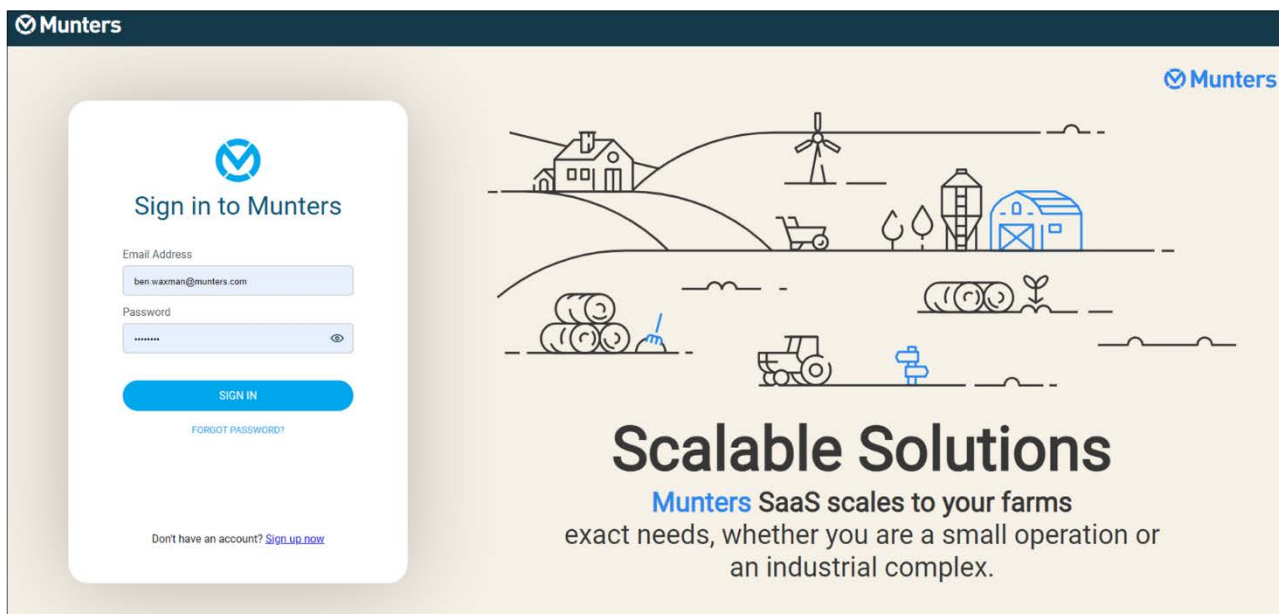 Munters
Munters
Sign in to Munters
Email Address
ben.waxman@munters.com
Password
••••••••
SIGN IN
FORGOT PASSWORD?
Don't have an account? Sign up now
Scalable Solutions
Munters SaaS scales to your farms
exact needs, whether you are a small operation or
an industrial complex.